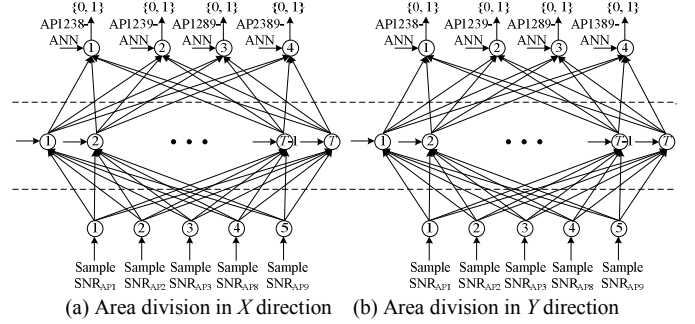 {0, 1} {0, 1} {0, 1} {0, 1} {0, 1} {0, 1} {0, 1} {0, 1}
AP1238- AP1239- AP1289- AP2389- AP1238- AP1239- AP1289- AP1389-
ANN ANN ANN ANN ANN ANN ANN ANN
1 2 3 4 1 2 3 4
1 2 • • • T-1 T 1 2 • • • T-1 T
1 2 3 4 5 1 2 3 4 5
Sample Sample Sample Sample Sample Sample Sample Sample Sample Sample
SNRAP1 SNRAP2 SNRAP3 SNRAP8 SNRAP9 SNRAP1 SNRAP2 SNRAP3 SNRAP8 SNRAP9
(a) Area division in X direction (b) Area division in Y direction